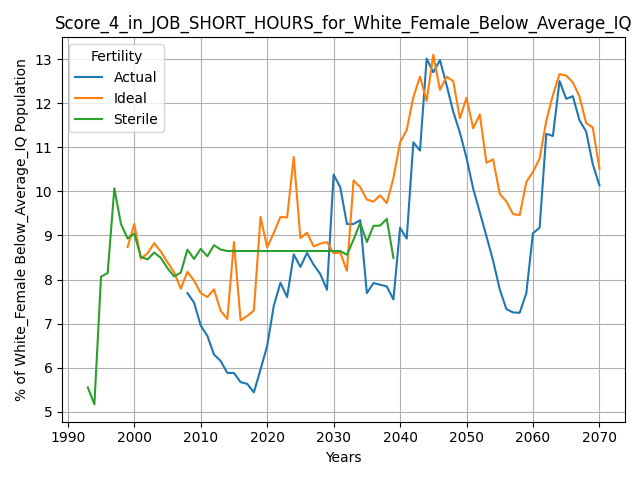 Score_4_in_JOB_SHORT_HOURS_for_White_Female_Below_Average_IQ
Fertility
Actual
Ideal
Sterile
% of White_Female Below_Average_IQ Population
13
12
11
10
9
8
7
6
5
1990 2000 2010 2020 2030 2040 2050 2060 2070
Years